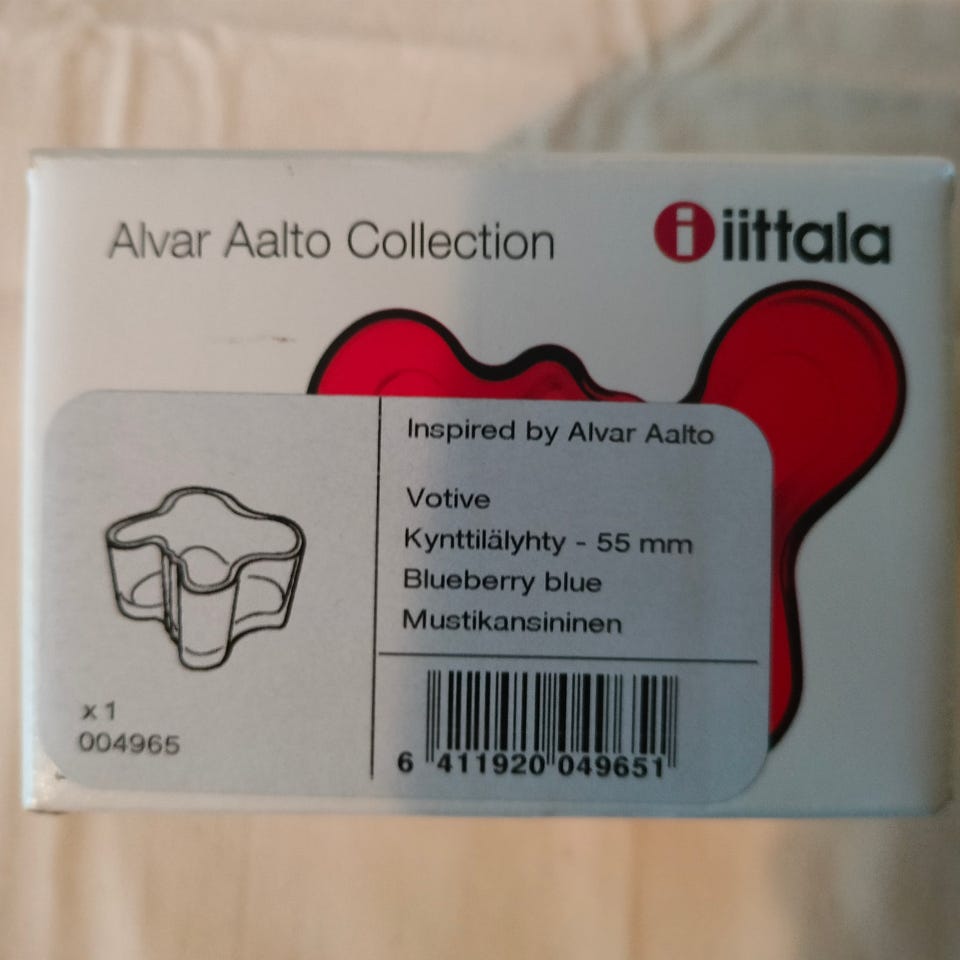 Alvar Aalto Collection
i iittala
Inspired by Alvar Aalto
Votive
Kynttilälyhty - 55 mm
Blueberry blue
Mustikansininen
x 1
004965
6 411920 049651